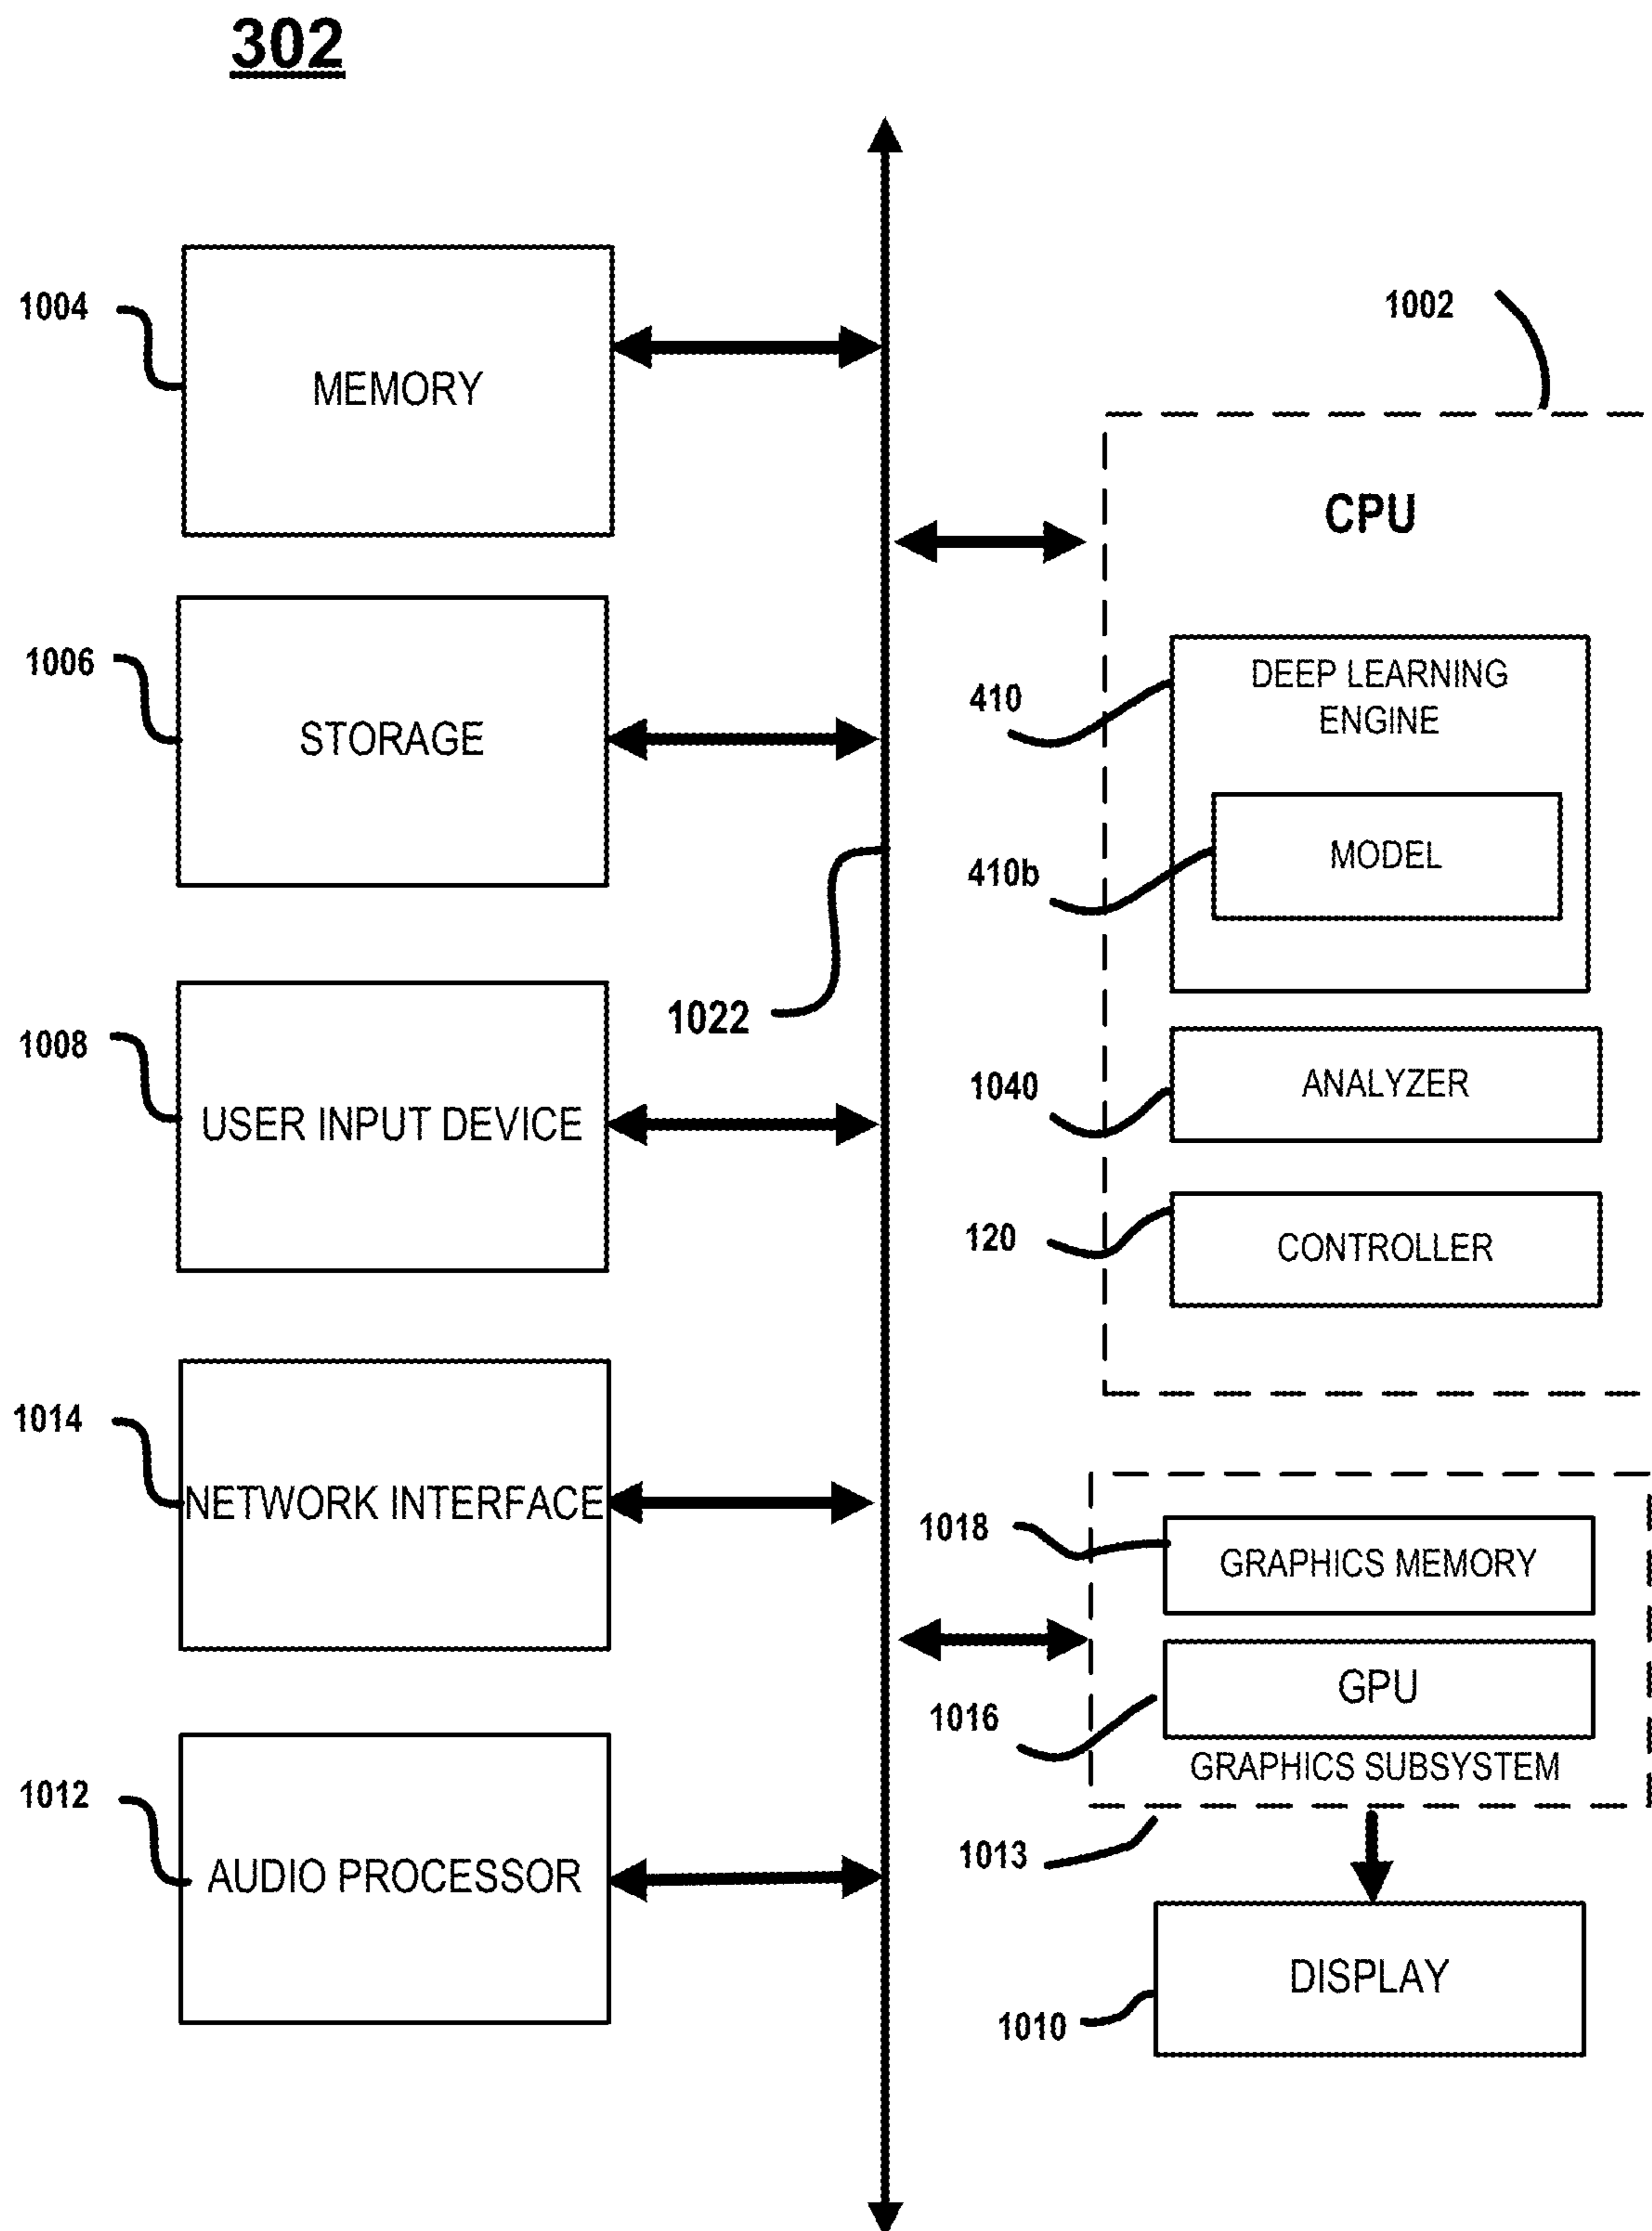 302
1004
MEMORY
1002
CPU
1006
STORAGE
410
DEEP LEARNING
ENGINE
410b
MODEL
1022
1008
USER INPUT DEVICE
1040
ANALYZER
120
CONTROLLER
1014
NETWORK INTERFACE
1018
GRAPHICS MEMORY
1016
GPU
GRAPHICS SUBSYSTEM
1013
1012
AUDIO PROCESSOR
1010
DISPLAY